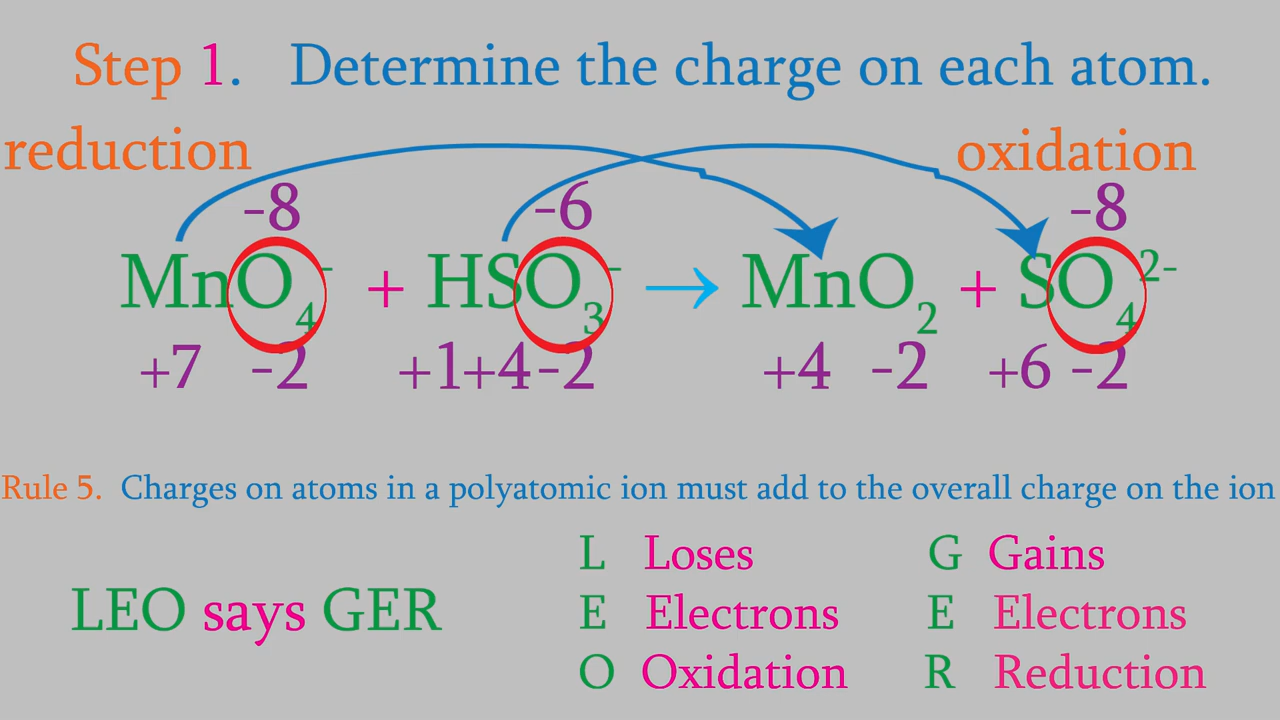 Step 1. Determine the charge on each atom.
reduction oxidation
-8 -6 -8
MnO₄⁻ + HSO₃⁻ → MnO₂ + SO₄²⁻
+7 -2 +1+4-2 +4 -2 +6 -2
Rule 5. Charges on atoms in a polyatomic ion must add to the overall charge on the ion
L Loses G Gains
LEO says GER E Electrons E Electrons
O Oxidation R Reduction